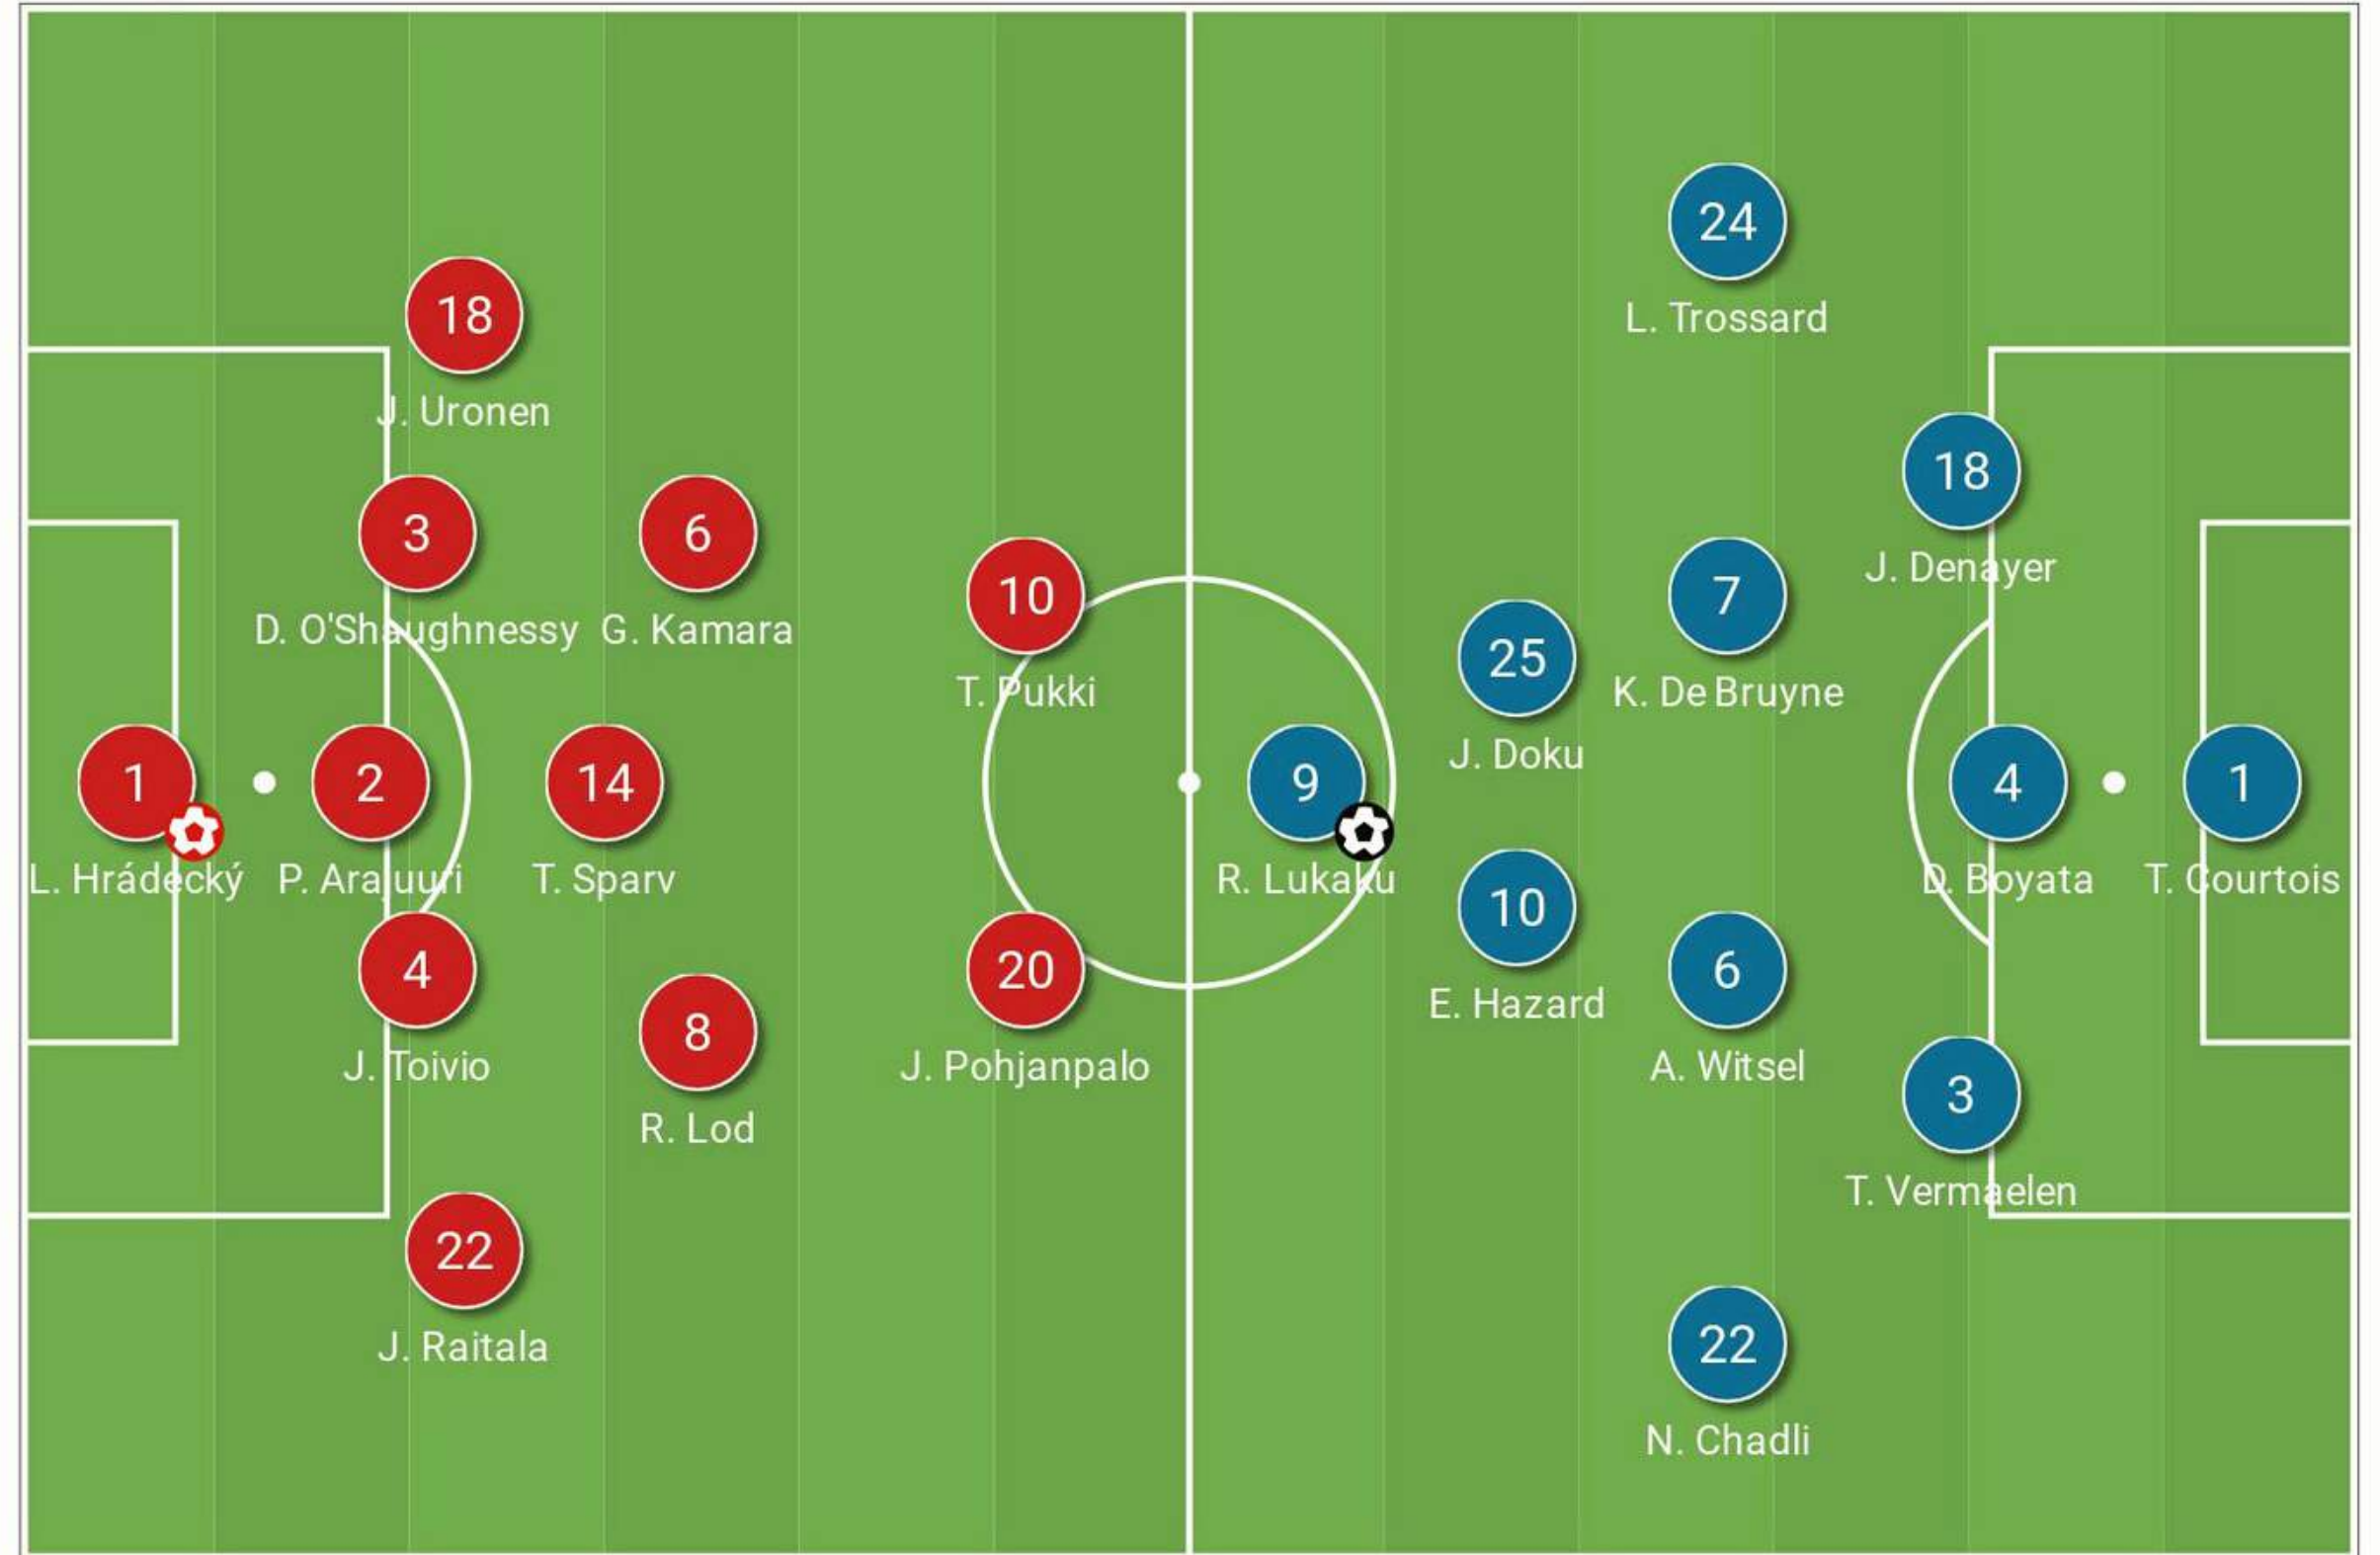 18
J. Uronen
3
D. O'Shaughnessy
6
G. Kamara
1
L. Hrádecký
2
P. Arajuuri
14
T. Sparv
4
J. Toivio
8
R. Lod
22
J. Raitala
10
T. Pukki
20
J. Pohjanpalo
9
R. Lukaku
24
L. Trossard
25
J. Doku
7
K. De Bruyne
10
E. Hazard
6
A. Witsel
22
N. Chadli
18
J. Denayer
4
D. Boyata
3
T. Vermaelen
1
T. Courtois